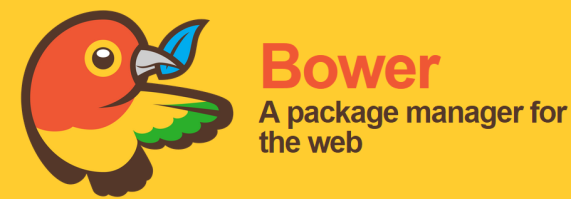 Bower
A package manager for
the web